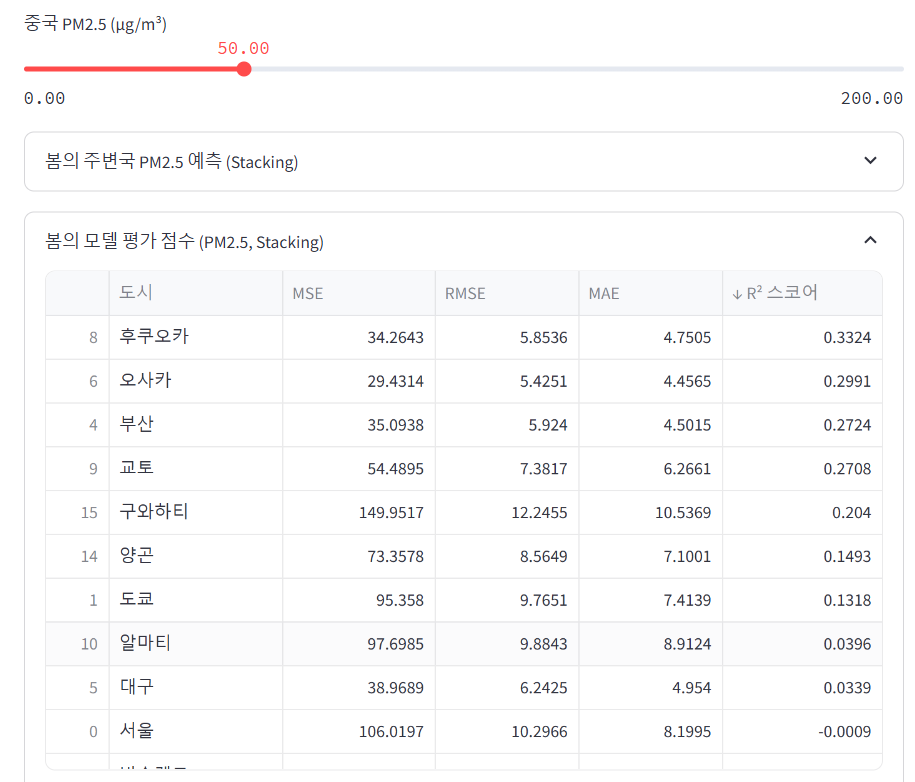 중국 PM2.5 (μg/m³)
50.00
0.00 200.00
봄의 주변국 PM2.5 예측 (Stacking)
봄의 모델 평가 점수 (PM2.5, Stacking)
도시 MSE RMSE MAE ↓ R² 스코어
8 후쿠오카 34.2643 5.8536 4.7505 0.3324
6 오사카 29.4314 5.4251 4.4565 0.2991
4 부산 35.0938 5.924 4.5015 0.2724
9 교토 54.4895 7.3817 6.2661 0.2708
15 구와하티 149.9517 12.2455 10.5369 0.204
14 양곤 73.3578 8.5649 7.1001 0.1493
1 도쿄 95.358 9.7651 7.4139 0.1318
10 알마티 97.6985 9.8843 8.9124 0.0396
5 대구 38.9689 6.2425 4.954 0.0339
0 서울 106.0197 10.2966 8.1995 -0.0009